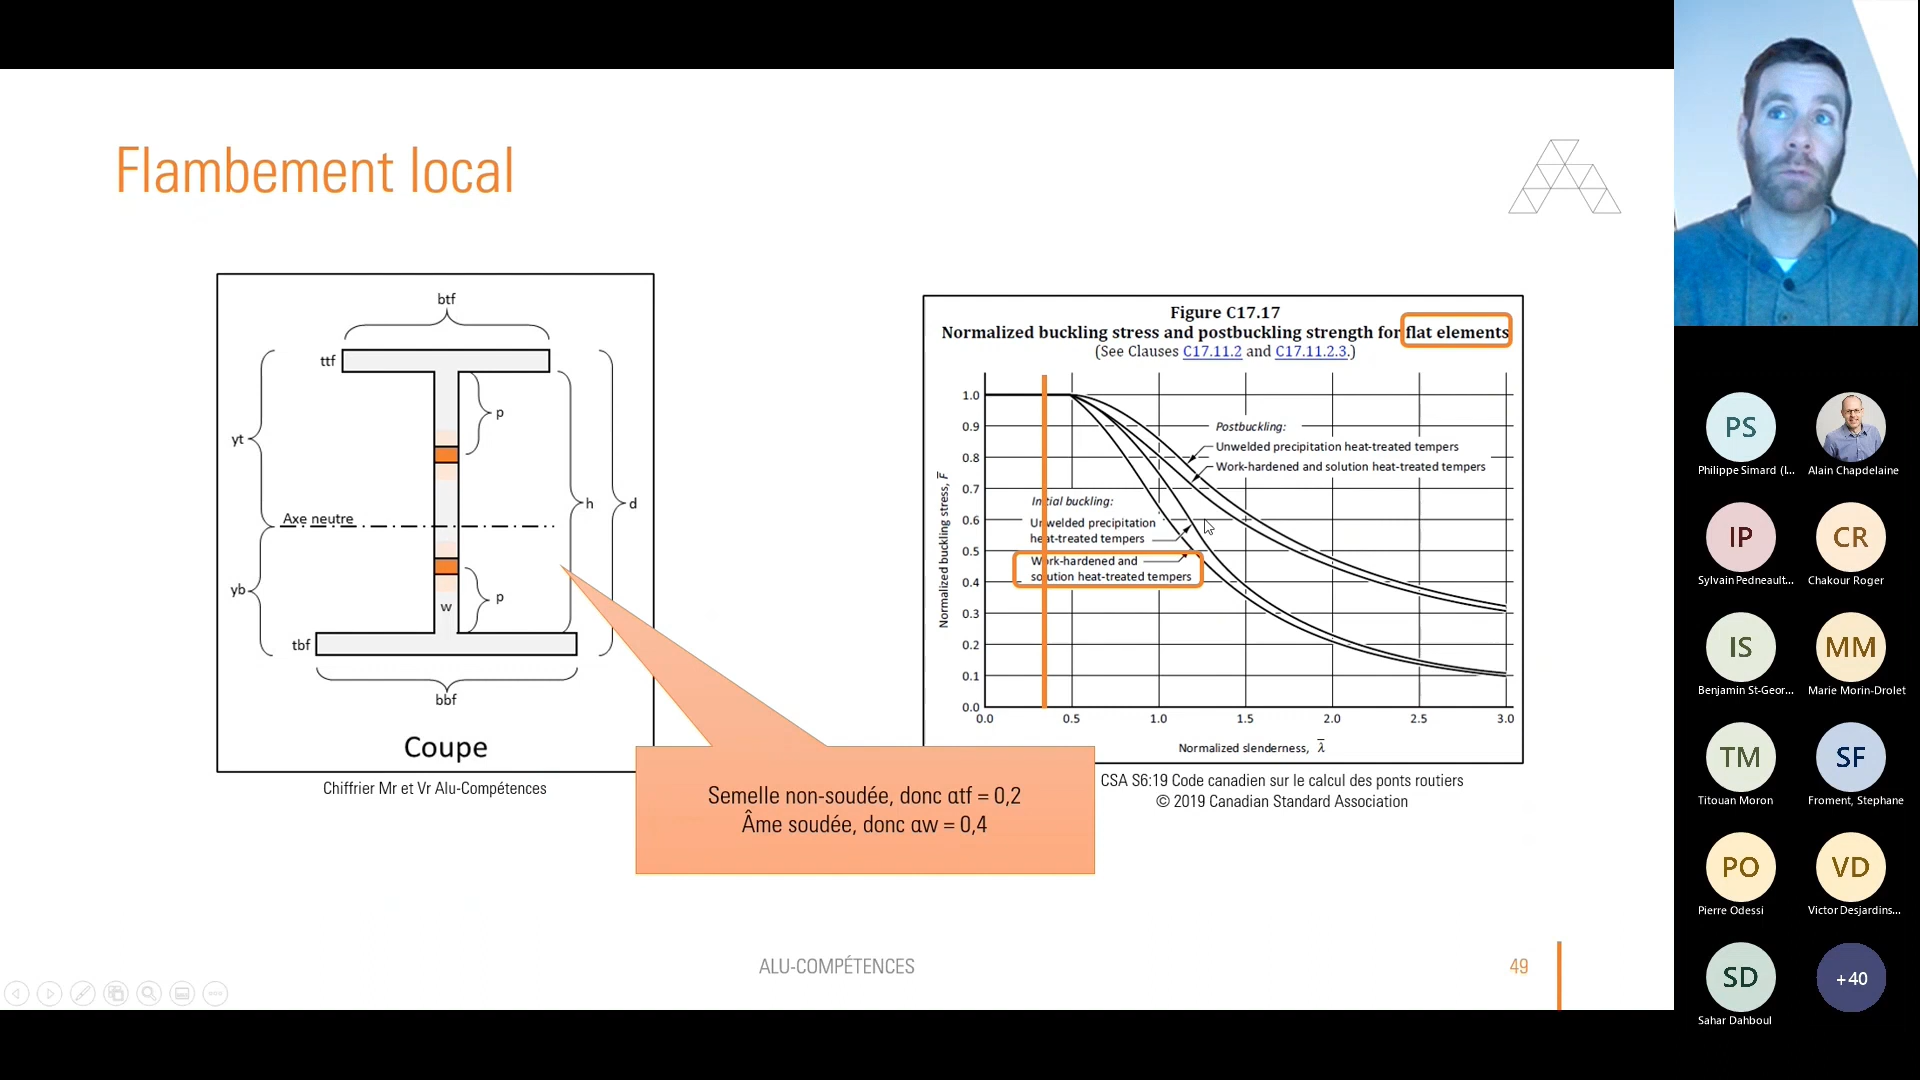 Flambement local
btf
ttf
p
yt
Axe neutre
h
d
yb
p
w
tbf
bbf
Coupe
Chiffrier Mr et Vr Alu-Compétences
Figure C17.17
Normalized buckling stress and postbuckling strength for flat elements
(See Clauses C17.11.2 and C17.11.2.3.)
1.0
0.9
0.8
0.7
0.6
0.5
0.4
0.3
0.2
0.1
0.0
Normalized buckling stress, F̅
Postbuckling:
Unwelded precipitation heat-treated tempers
Work-hardened and solution heat-treated tempers
Initial buckling:
Unwelded precipitation
heat-treated tempers
Work-hardened and
solution heat-treated tempers
0.0 0.5 1.0 1.5 2.0 2.5 3.0
Normalized slenderness, λ̅
CSA S6:19 Code canadien sur le calcul des ponts routiers
© 2019 Canadian Standard Association
Semelle non-soudée, donc αtf = 0,2
Âme soudée, donc αw = 0,4
ALU-COMPÉTENCES
49
PS
Philippe Simard (I...
Alain Chapdelaine
IP
Sylvain Pedneault...
CR
Chakour Roger
IS
Benjamin St-Geor...
MM
Marie Morin-Drolet
TM
Titouan Moron
SF
Froment, Stephane
PO
Pierre Odessi
VD
Victor Desjardins...
SD
Sahar Dahboul
+40